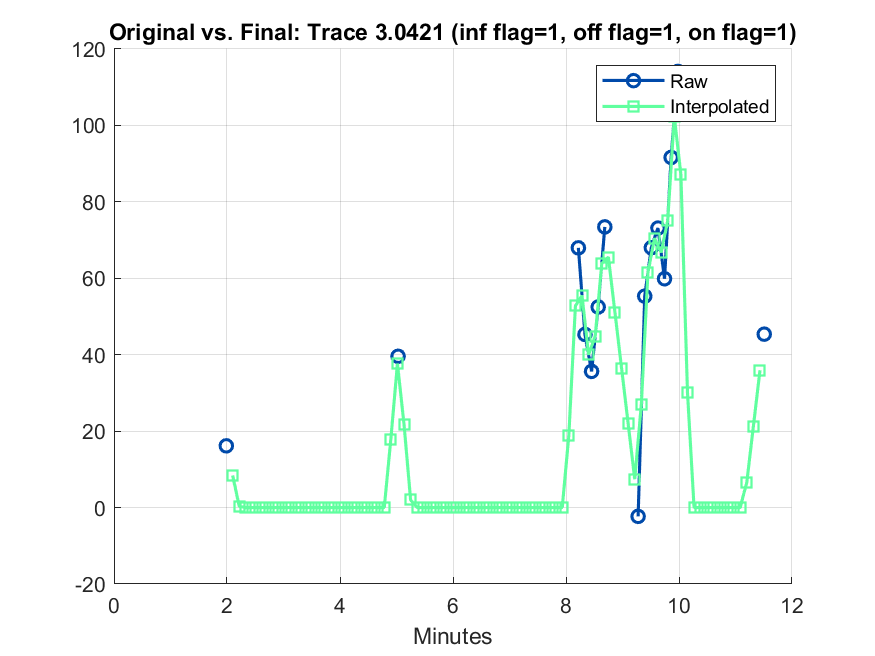 Original vs. Final: Trace 3.0421 (inf flag=1, off flag=1, on flag=1)
120
100
80
60
40
20
0
-20
0 2 4 6 8 10 12
Minutes
Raw
Interpolated